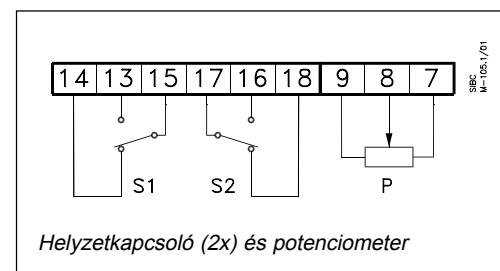 14 13 15 17 16 18 9 8 7
S1 S2 P
SIBC
M-105.1/01
Helyzetkapcsoló (2x) és potenciometer